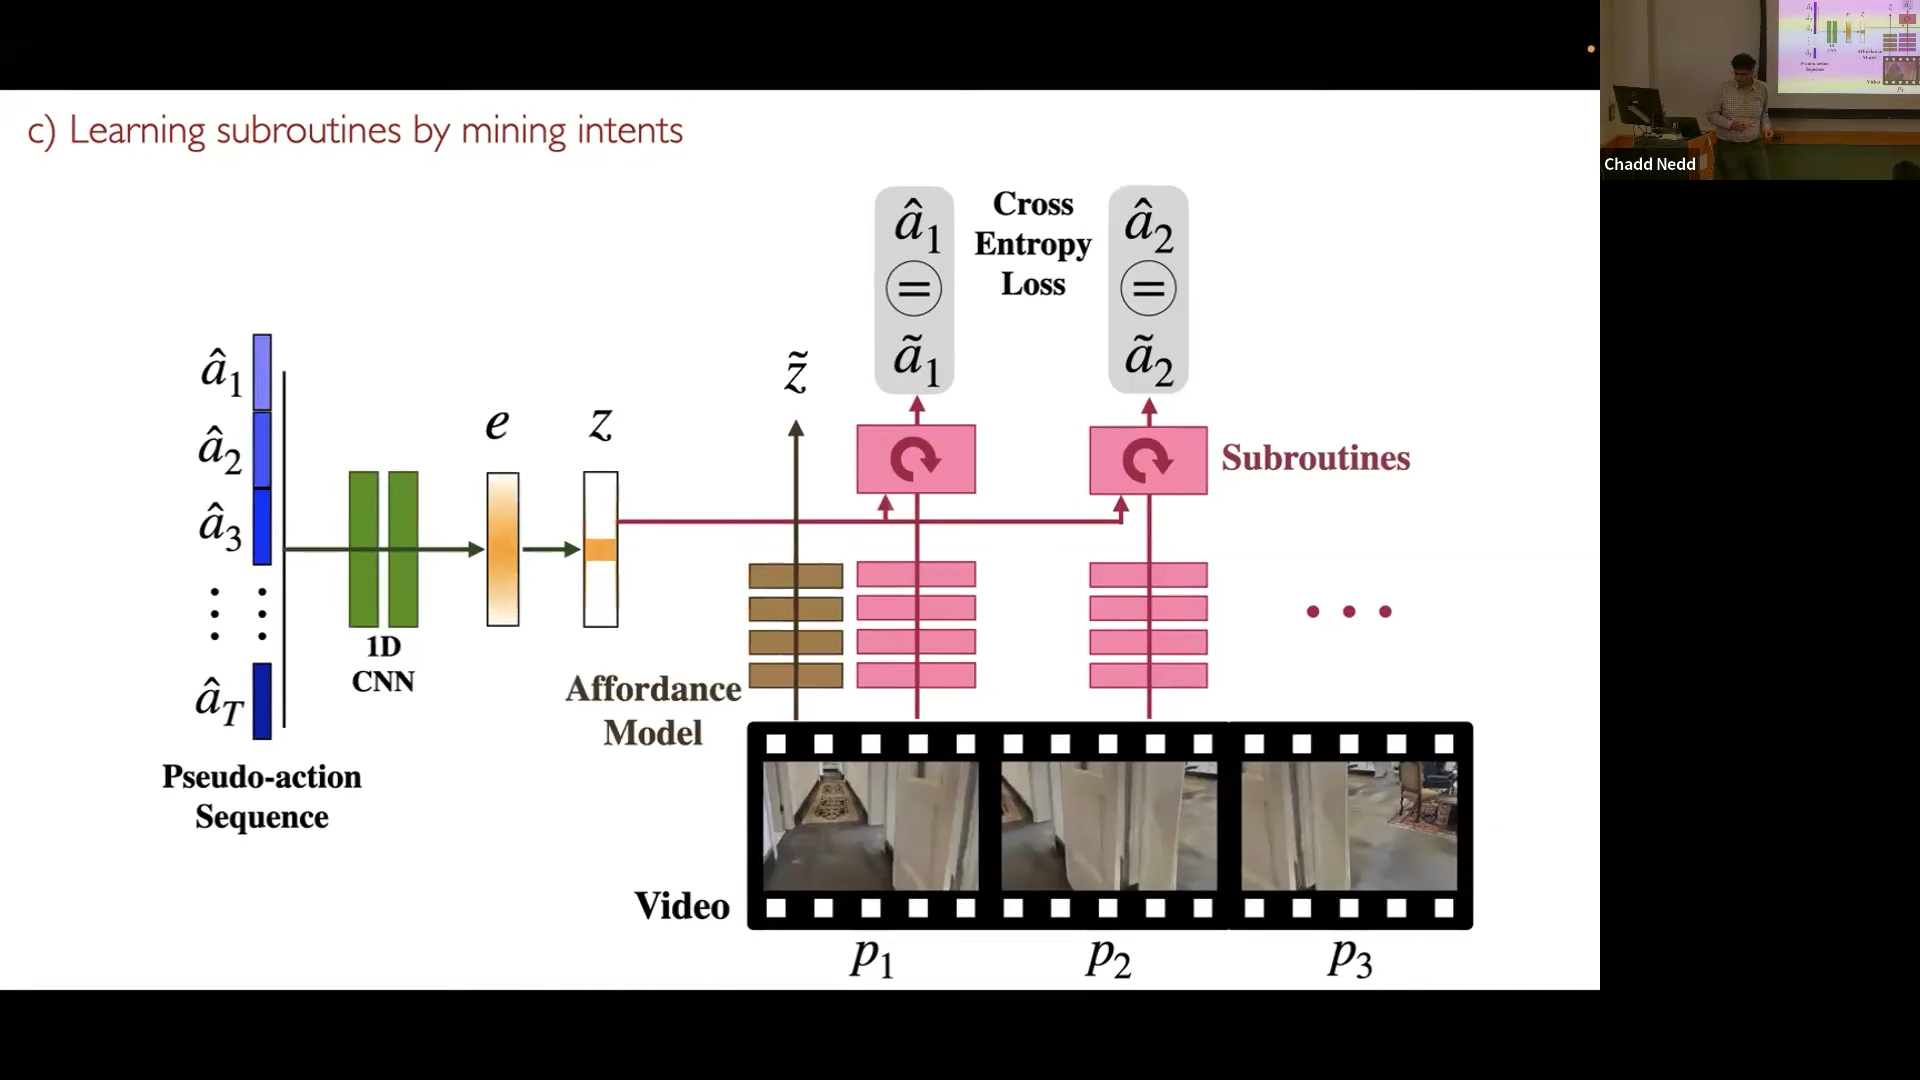 c) Learning subroutines by mining intents
â1
Cross
Entropy
Loss
â2
=
=
ã1
ã2
z̃
â1
â2
â3
âT
e
z
1D
CNN
Subroutines
Affordance
Model
Pseudo-action
Sequence
Video
p1
p2
p3
Chadd Nedd